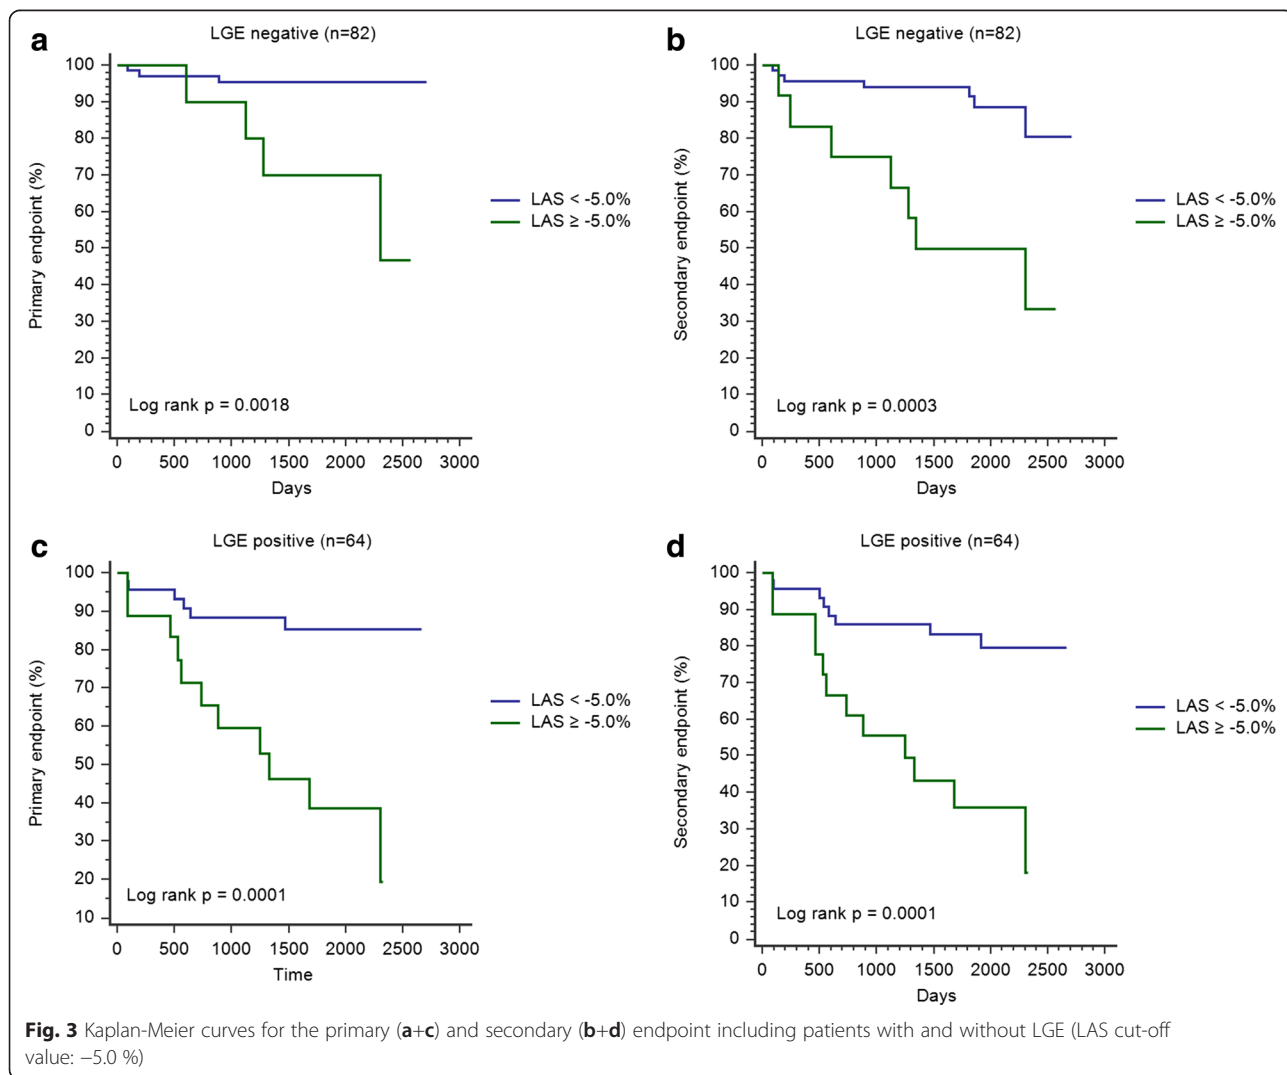 a
LGE negative (n=82)
Primary endpoint (%)
100
90
80
70
60
50
40
30
20
10
0
Log rank p = 0.0018
0 500 1000 1500 2000 2500 3000
Days
LAS < -5.0%
LAS ≥ -5.0%
b
LGE negative (n=82)
Secondary endpoint (%)
100
90
80
70
60
50
40
30
20
10
0
Log rank p = 0.0003
0 500 1000 1500 2000 2500 3000
Days
LAS < -5.0%
LAS ≥ -5.0%
c
LGE positive (n=64)
Primary endpoint (%)
100
90
80
70
60
50
40
30
20
10
Log rank p = 0.0001
0 500 1000 1500 2000 2500 3000
Time
LAS < -5.0%
LAS ≥ -5.0%
d
LGE positive (n=64)
Secondary endpoint (%)
100
90
80
70
60
50
40
30
20
10
0
Log rank p = 0.0001
0 500 1000 1500 2000 2500 3000
Days
LAS < -5.0%
LAS ≥ -5.0%
Fig. 3 Kaplan-Meier curves for the primary (a+c) and secondary (b+d) endpoint including patients with and without LGE (LAS cut-off
value: −5.0 %)